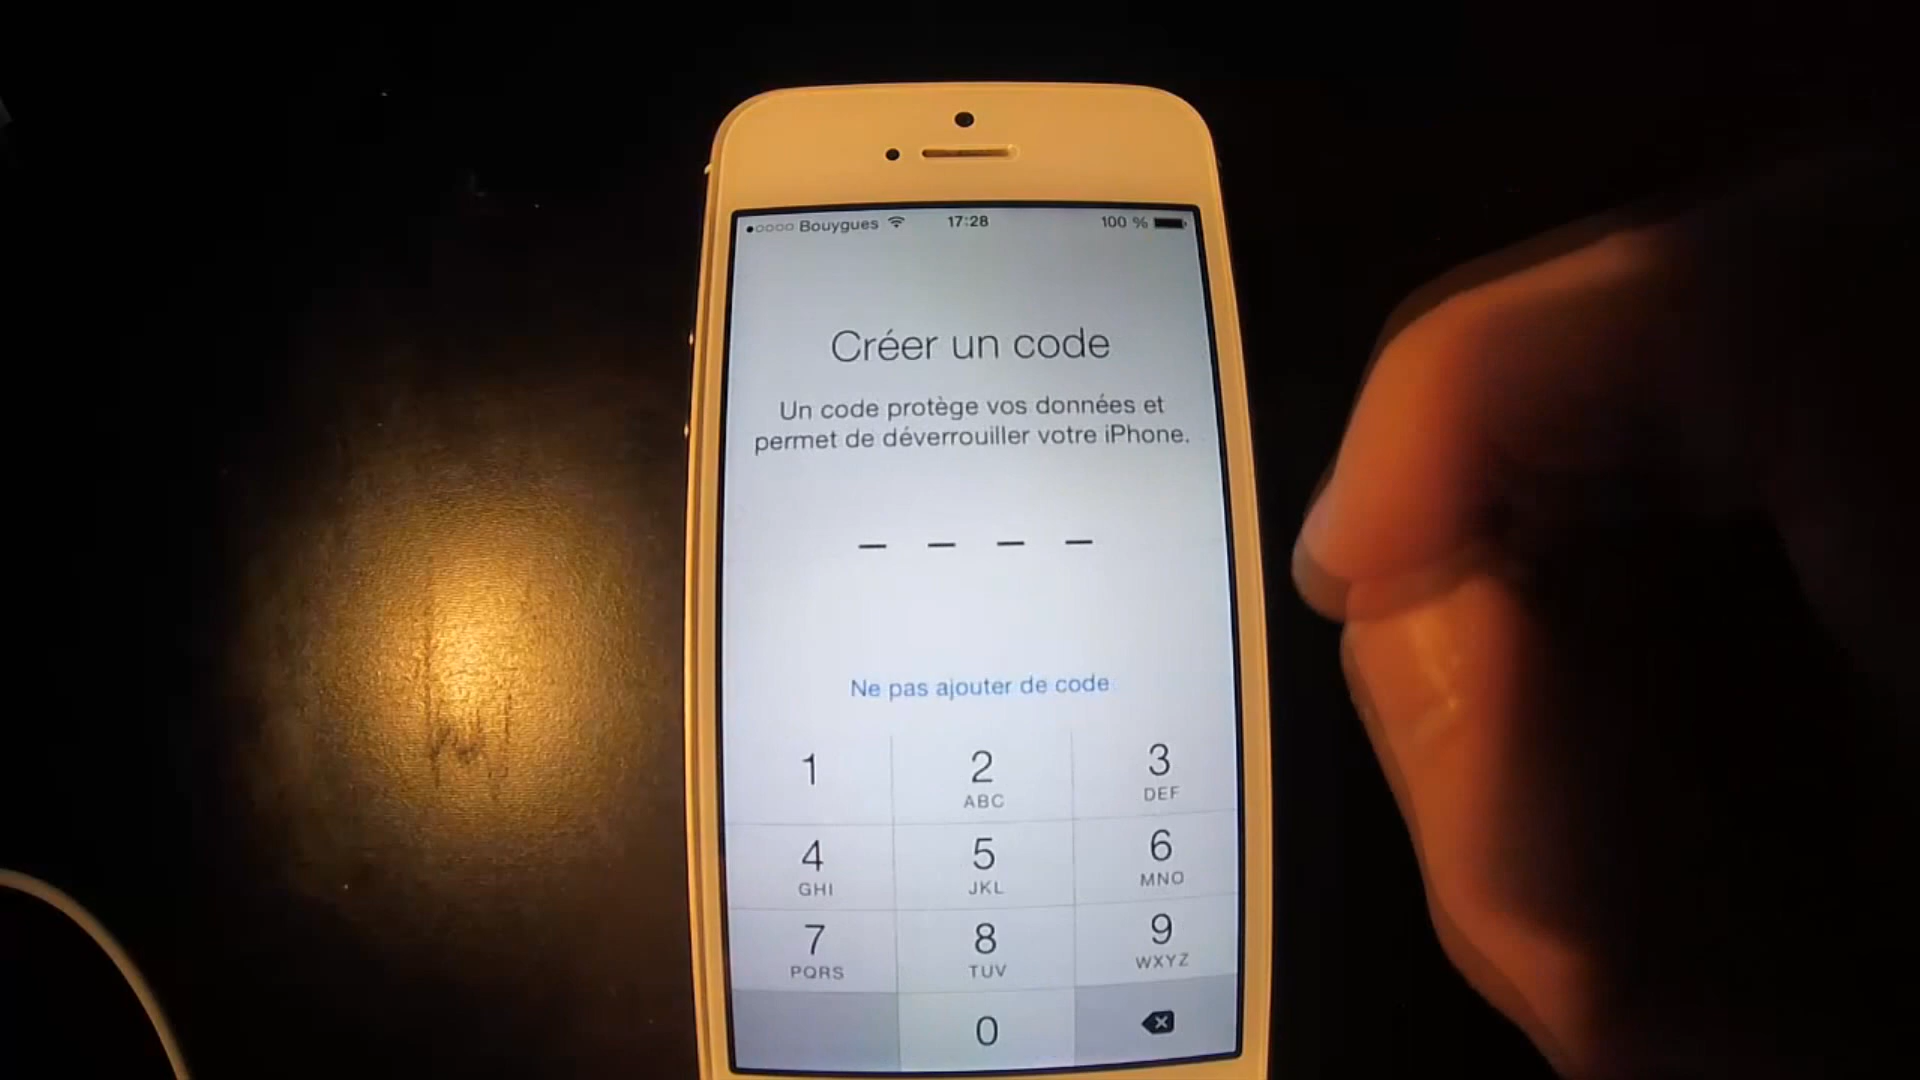 Bouygues 17:28 100 %
Créer un code
Un code protège vos données et
permet de déverrouiller votre iPhone.
Ne pas ajouter de code
1 2 3
ABC DEF
4 5 6
GHI JKL MNO
7 8 9
PQRS TUV WXYZ
0